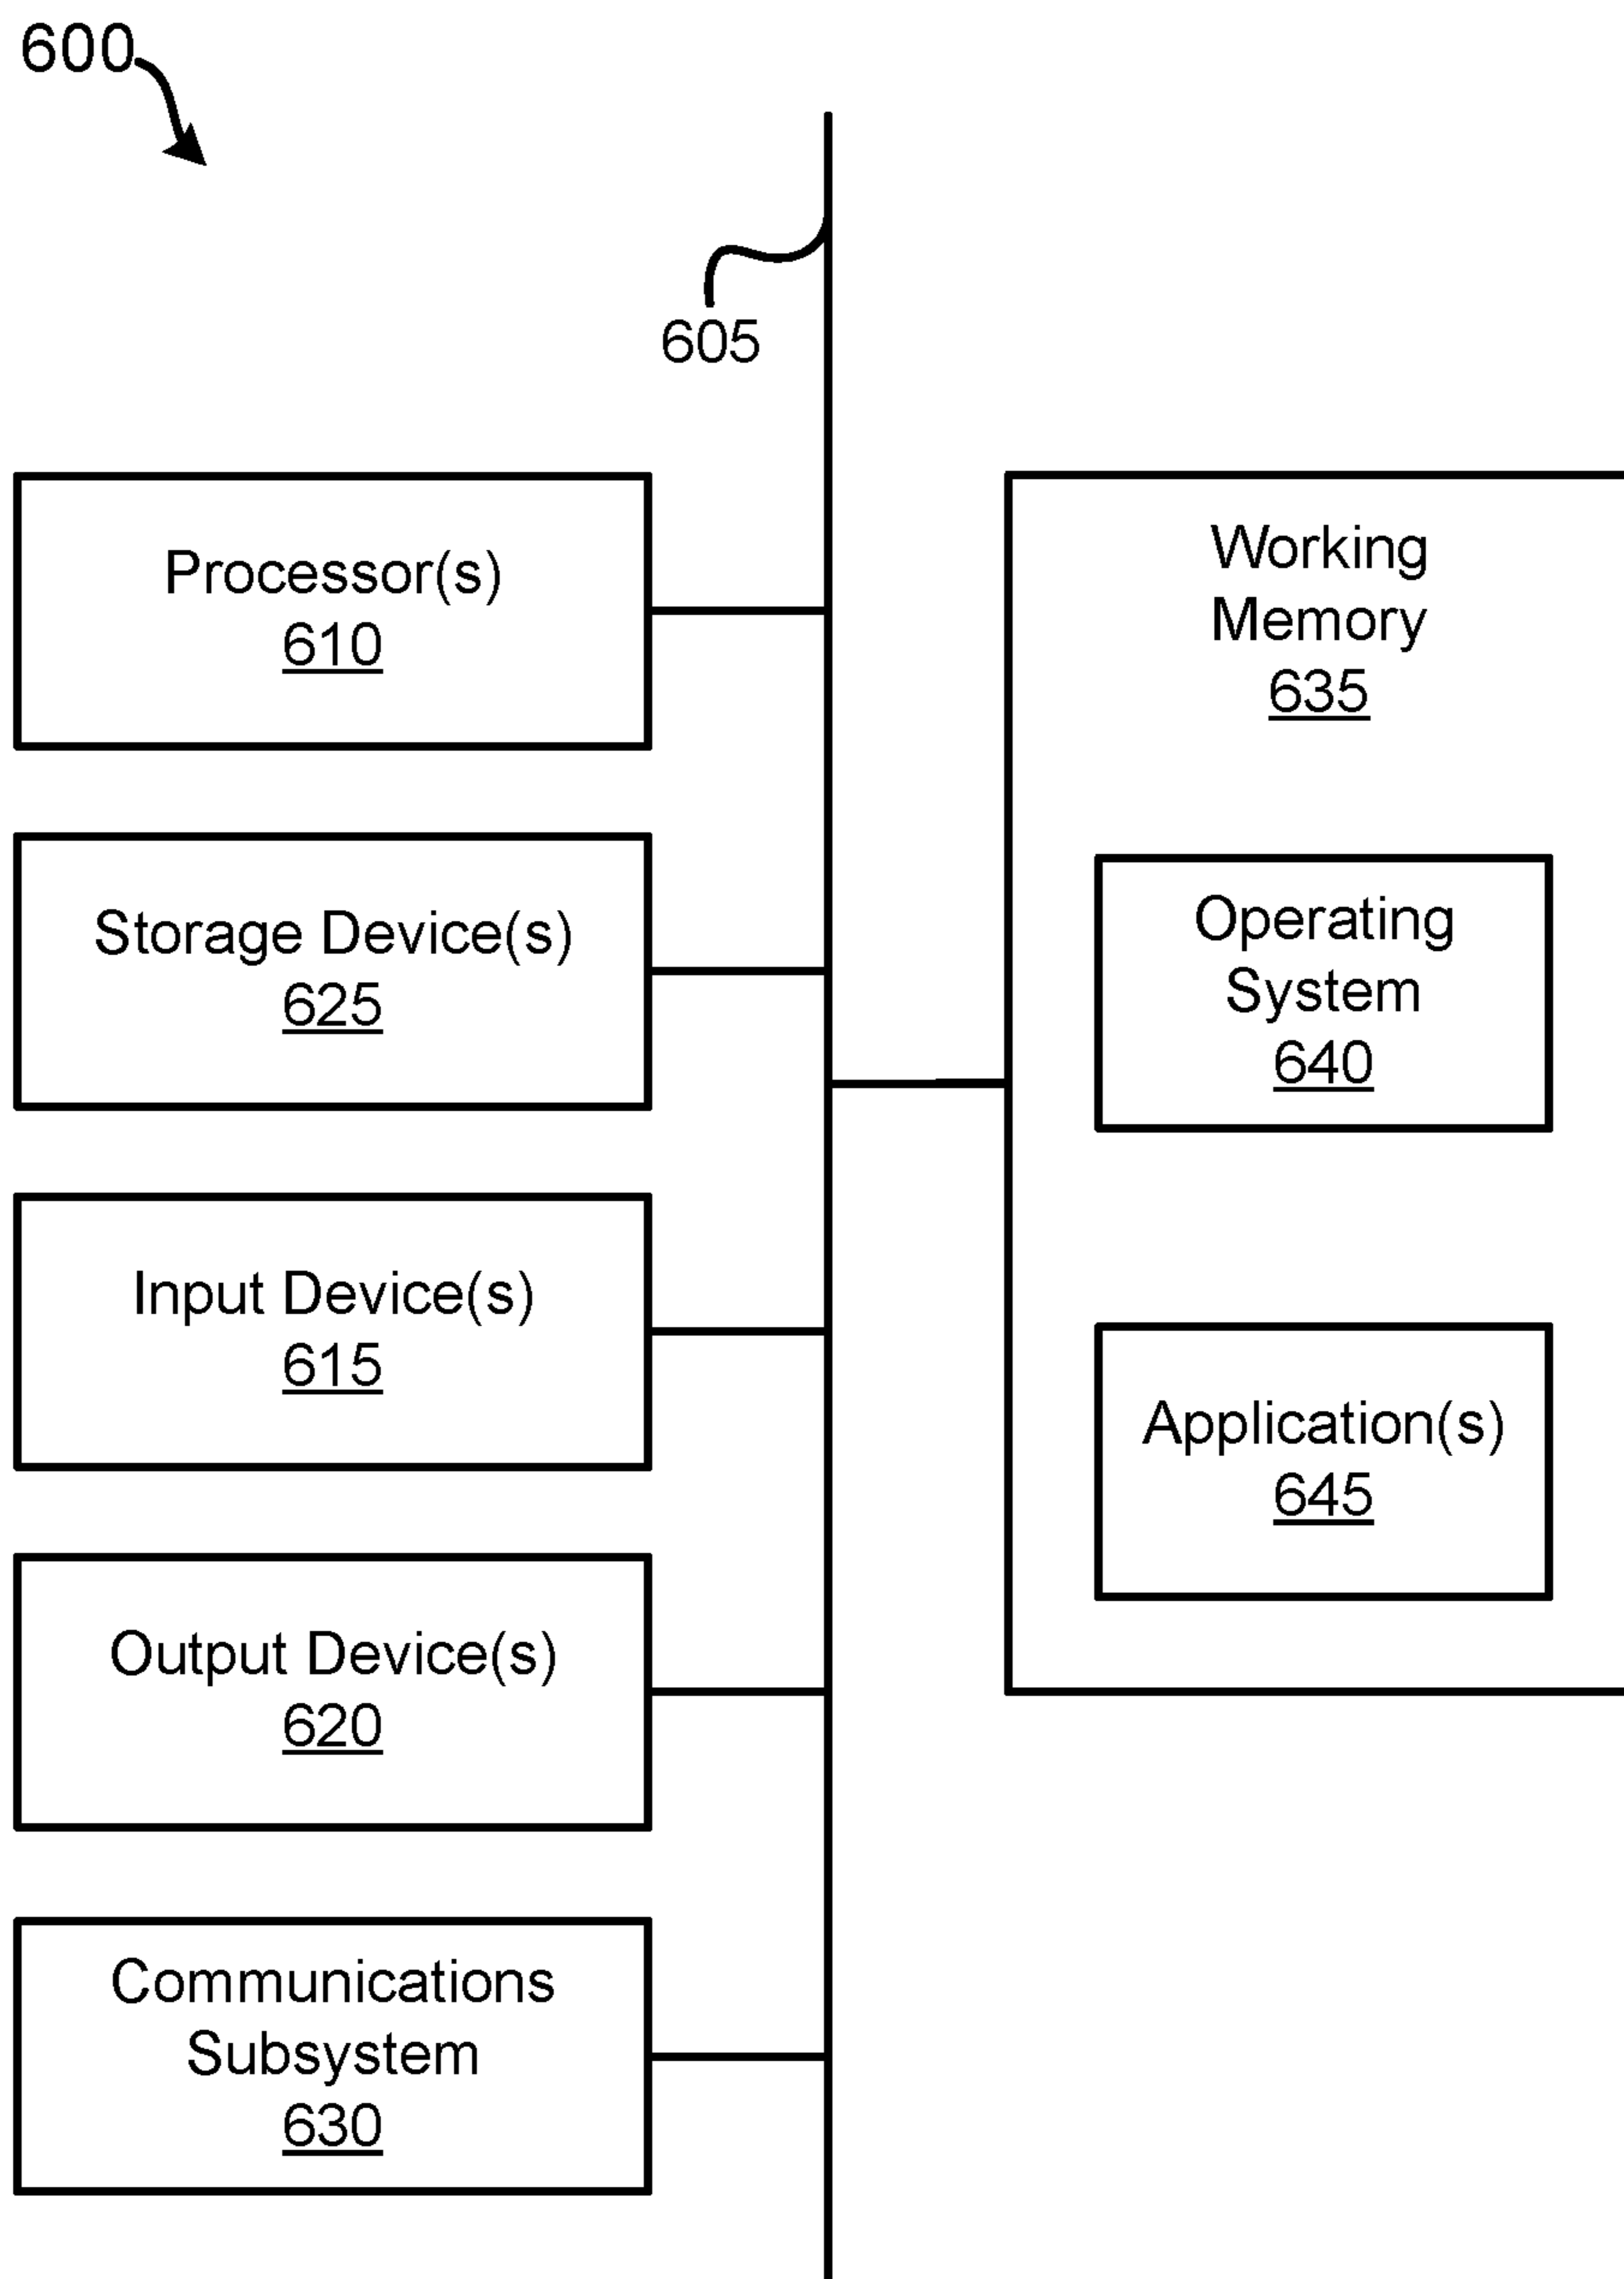 600
605
Processor(s)
610
Storage Device(s)
625
Input Device(s)
615
Output Device(s)
620
Communications
Subsystem
630
Working
Memory
635
Operating
System
640
Application(s)
645